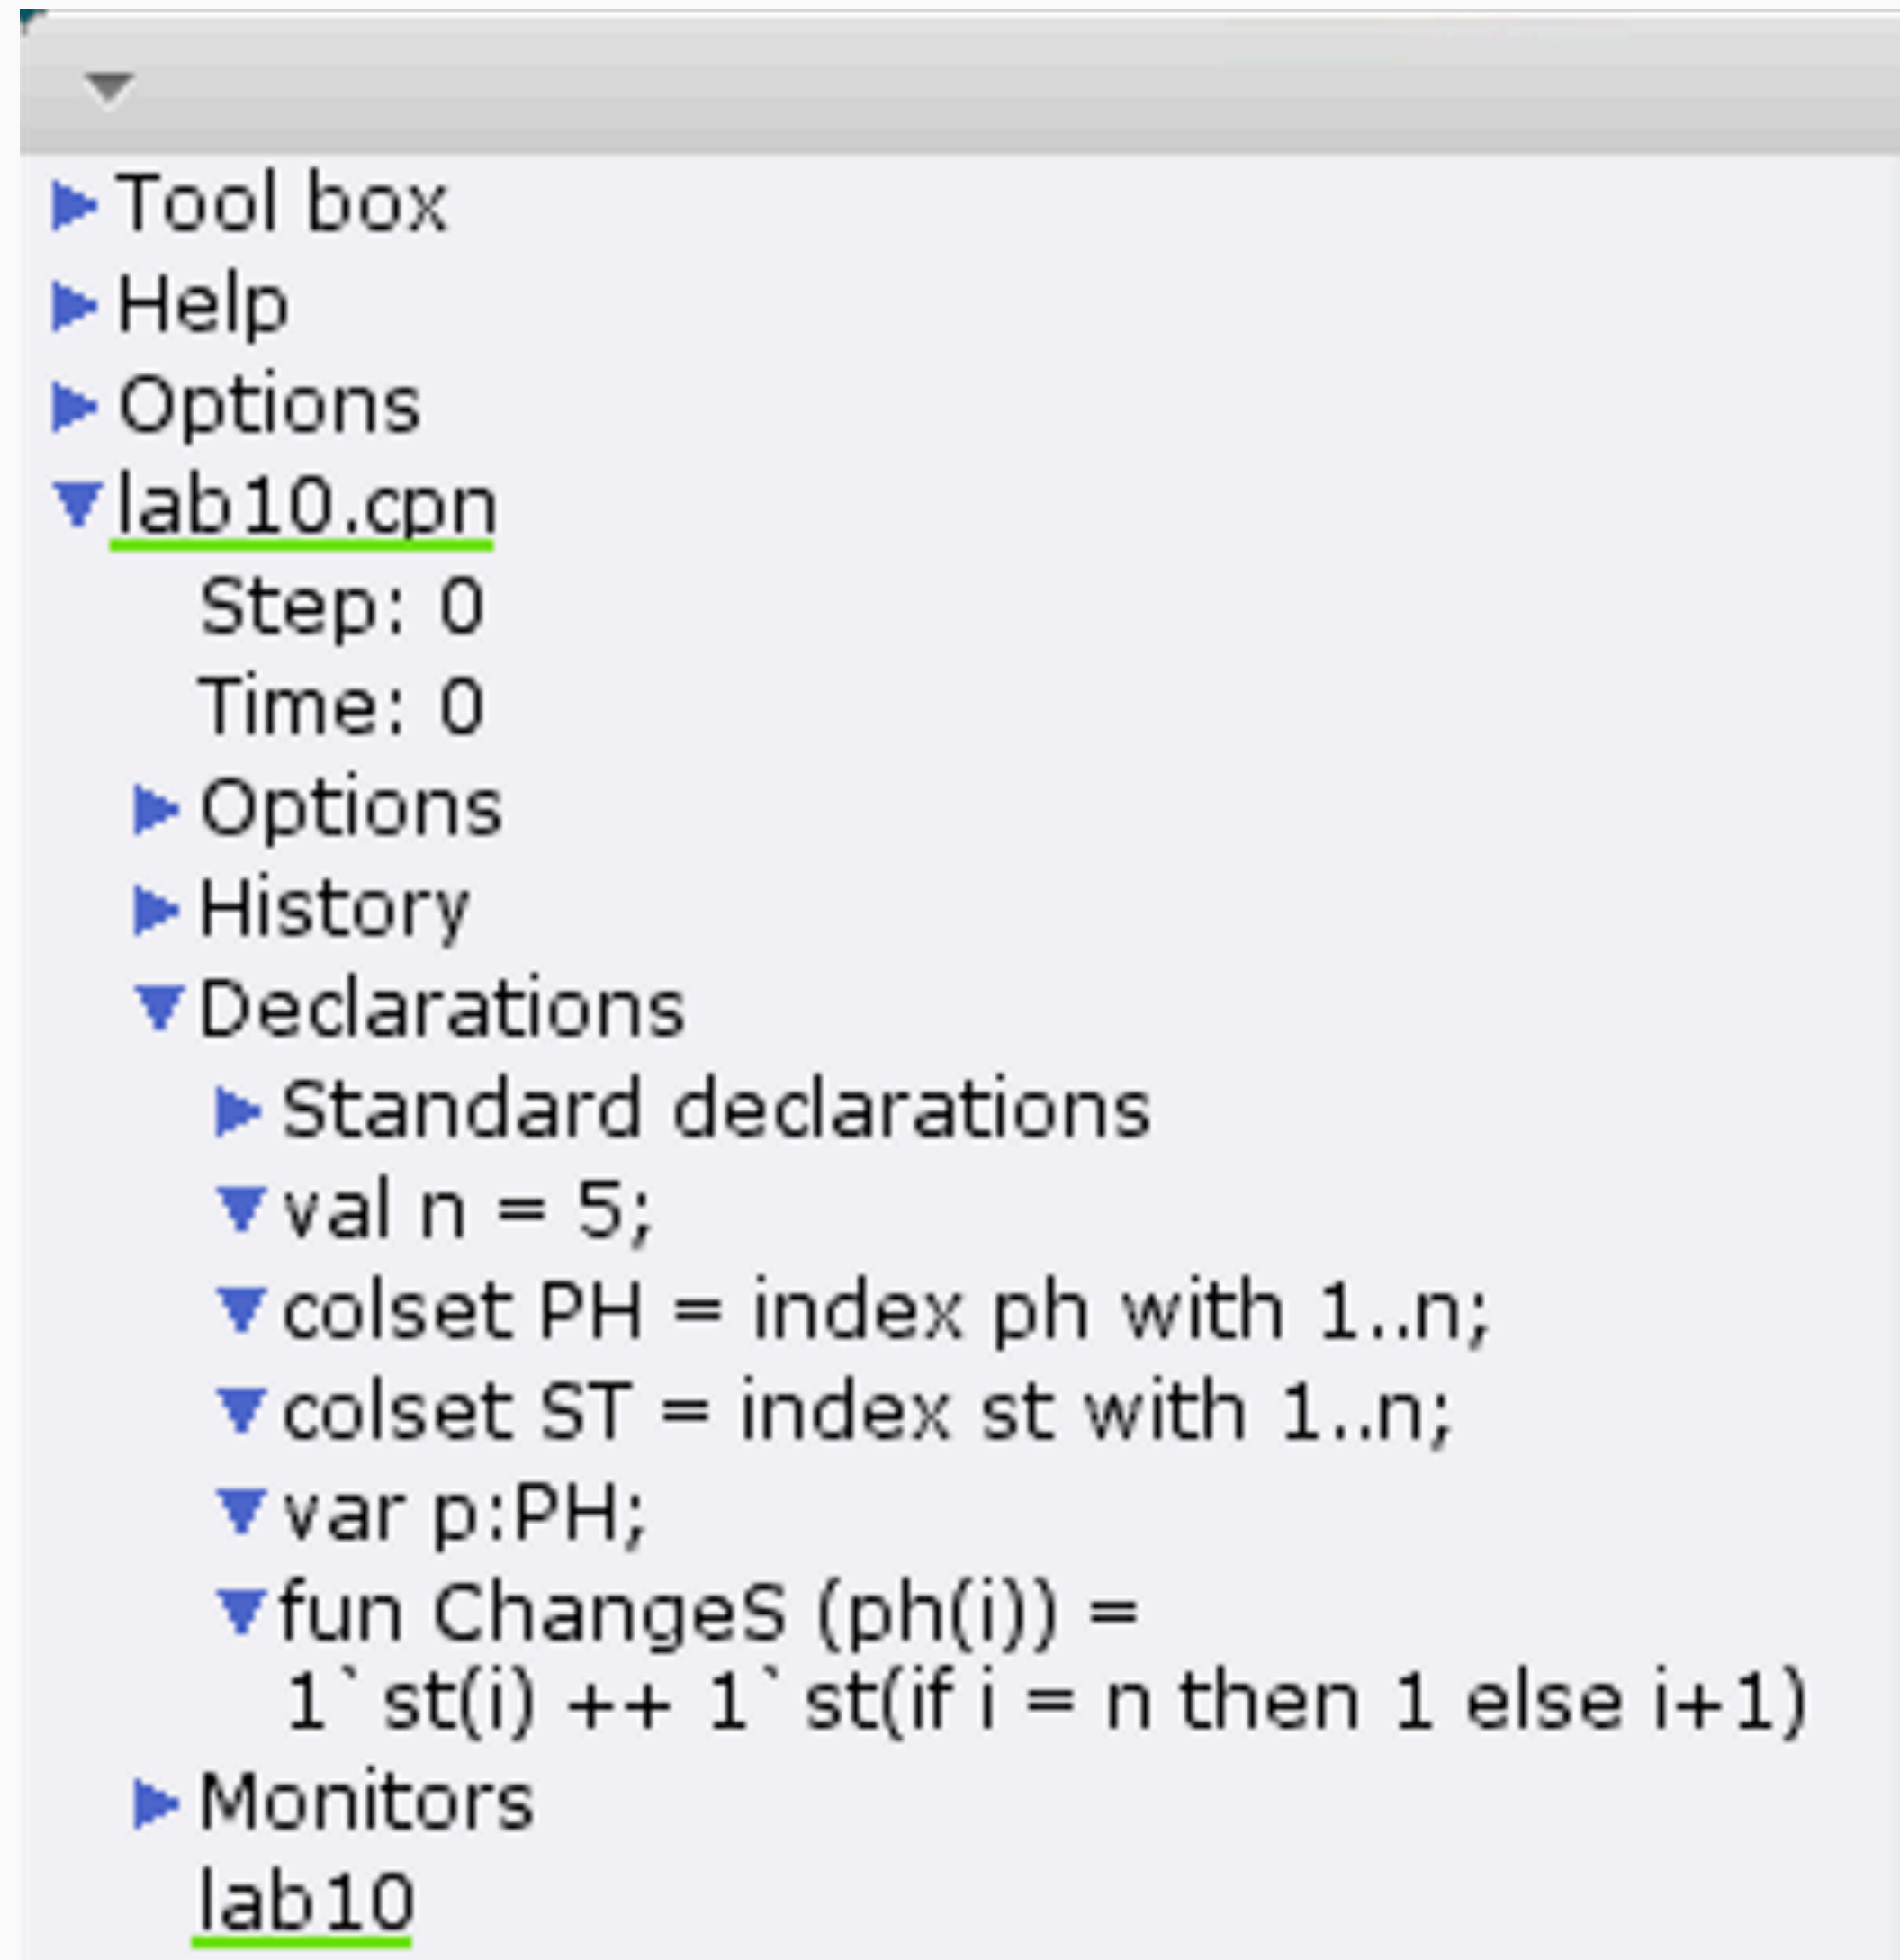 Tool box
Help
Options
lab10.cpn
Step: 0
Time: 0
Options
History
Declarations
Standard declarations
val n = 5;
colset PH = index ph with 1..n;
colset ST = index st with 1..n;
var p:PH;
fun ChangeS (ph(i)) =
1`st(i) ++ 1`st(if i = n then 1 else i+1)
Monitors
lab10